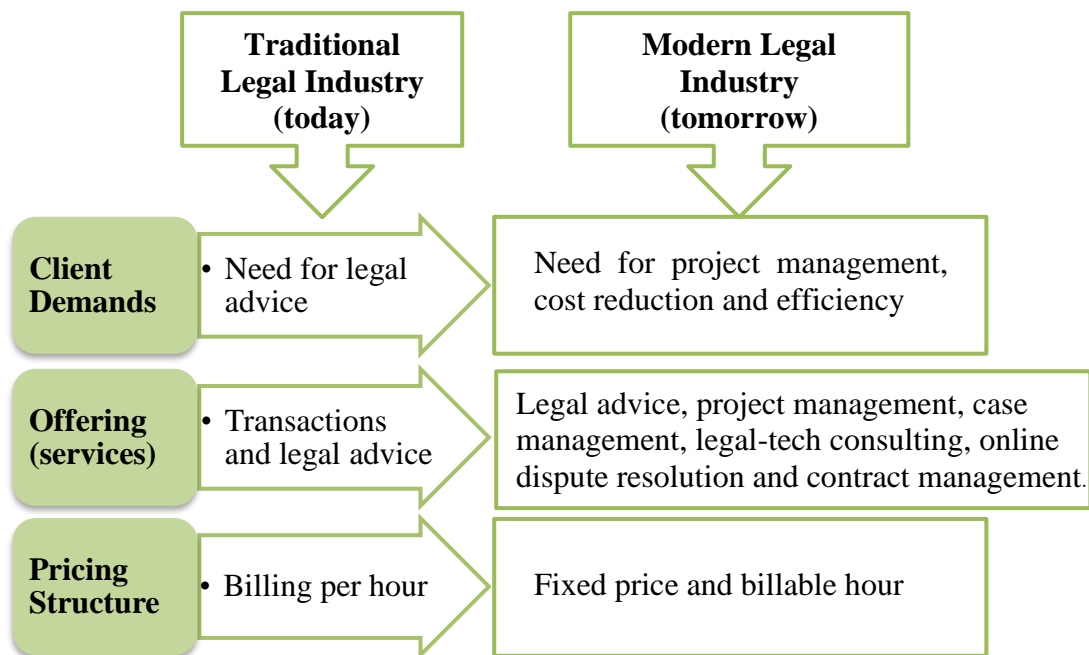 Traditional
Legal Industry
(today)
Modern Legal
Industry
(tomorrow)
Client
Demands
• Need for legal
advice
Need for project management,
cost reduction and efficiency
Offering
(services)
• Transactions
and legal advice
Legal advice, project management, case
management, legal-tech consulting, online
dispute resolution and contract management.
Pricing
Structure
• Billing per hour
Fixed price and billable hour